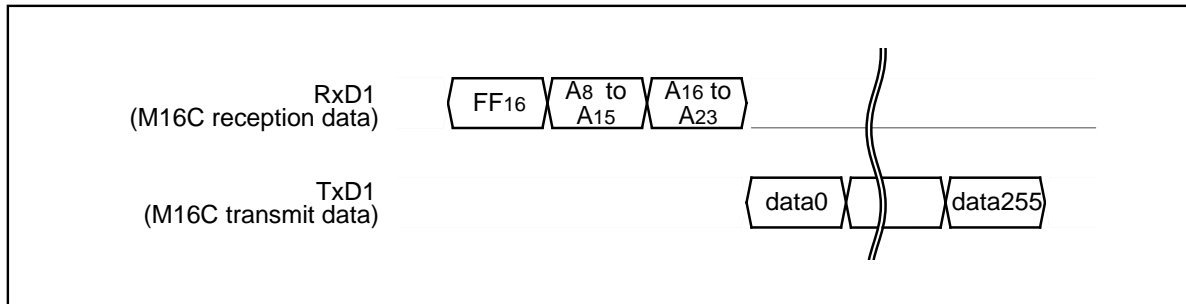 RxD1
(M16C reception data)
FF16
A8 to
A15
A16 to
A23
TxD1
(M16C transmit data)
data0
data255